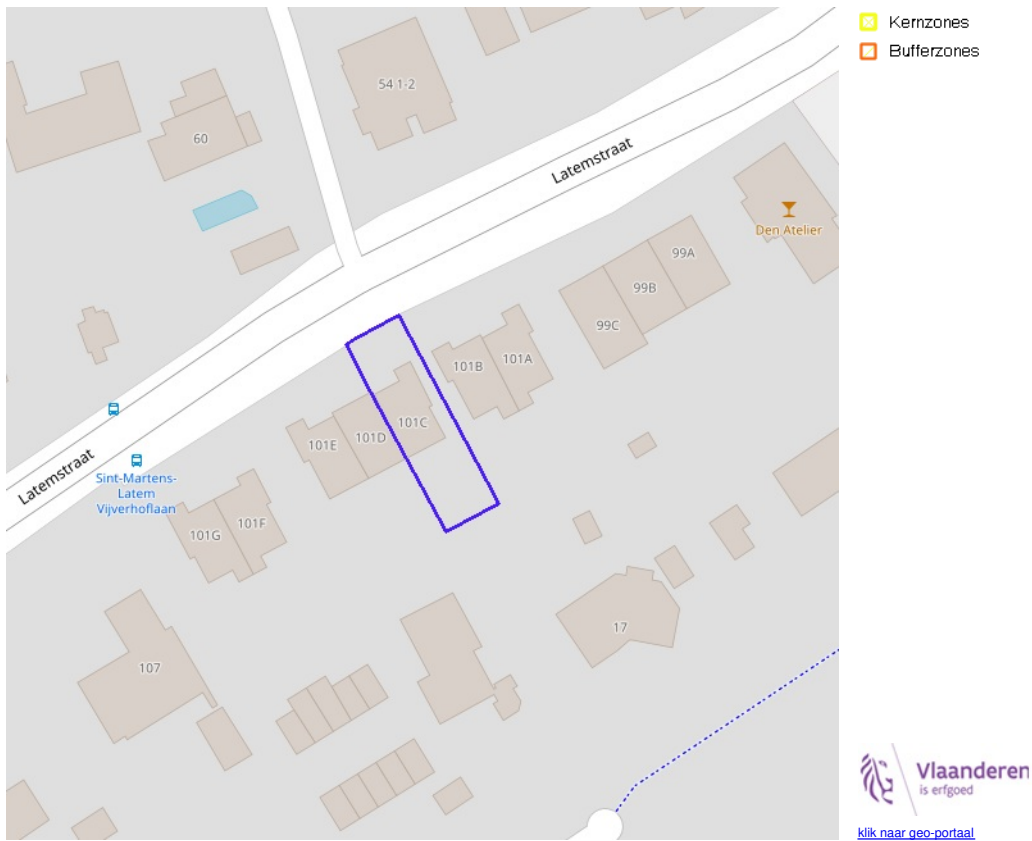 Kernzones
Bufferzones
54 1-2
60
Latemstraat
Den Atelier
99A
99B
99C
101A
101B
101C
101D
101E
Latemstraat
Sint-Martens-
Latem
Vijverhoflaan
101F
101G
17
107
Vlaanderen
is erfgoed
klik naar geo-portaal